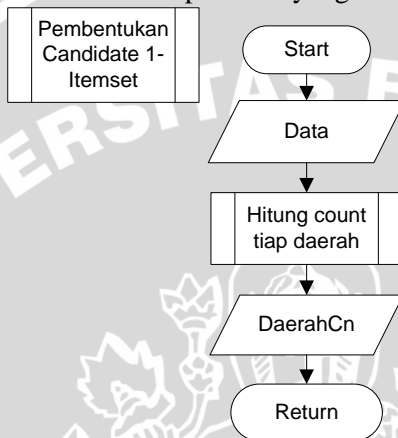 Pembentukan
Candidate 1-
Itemset
Start
Data
Hitung count
tiap daerah
DaerahCn
Return